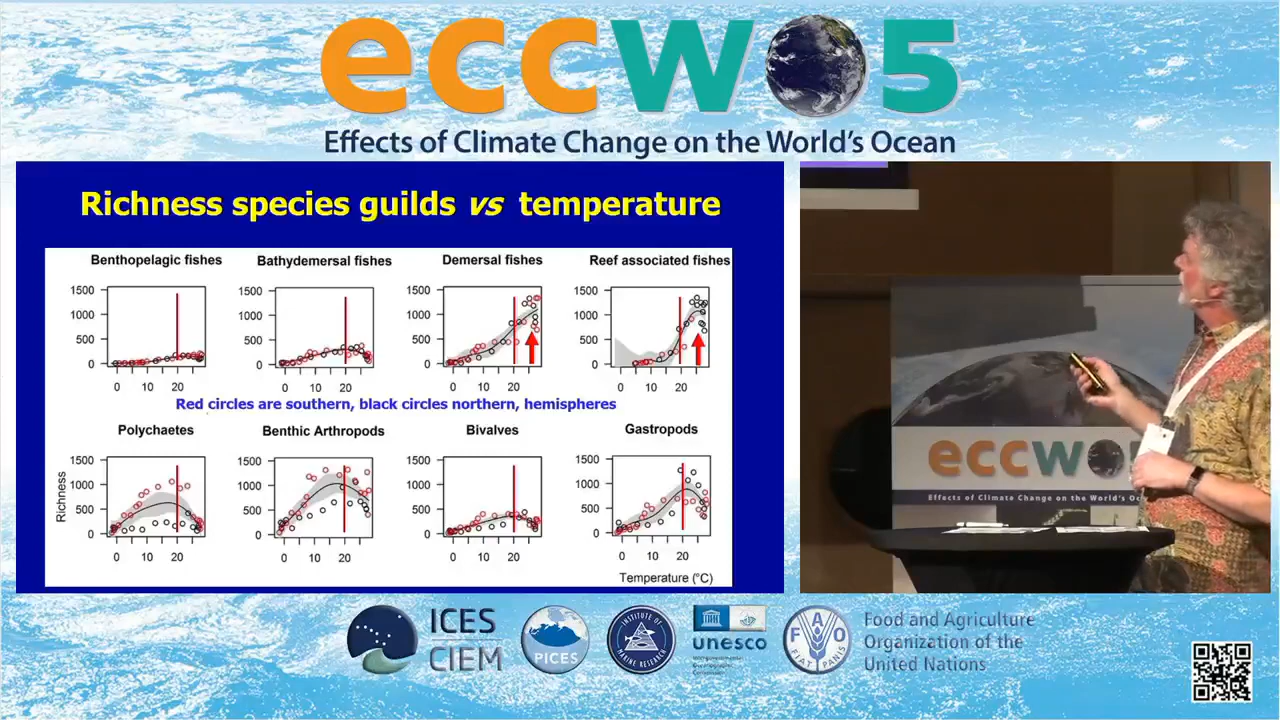 eccwo5
Effects of Climate Change on the World's Ocean
Richness species guilds vs temperature
Benthopelagic fishes
Bathydemersal fishes
Demersal fishes
Reef associated fishes
1500 1500 1500 1500
1000 1000 1000 1000
500 500 500 500
0 0 0 0
0 10 20 0 10 20 0 10 20 0 10 20
Red circles are southern, black circles northern, hemispheres
Polychaetes
Benthic Arthropods
Bivalves
Gastropods
Richness
1500 1500 1500 1500
1000 1000 1000 1000
500 500 500 500
0 0 0 0
0 10 20 0 10 20 0 10 20 0 10 20
Temperature (°C)
eccwo5
Effects of Climate Change on the World's Oc
ICES
CIEM
PICES
INSTITUTE OF MARINE RESEARCH
unesco
Intergovernmental
Oceanographic
Commission
FAO
FIAT PANIS
Food and Agriculture
Organization of the
United Nations